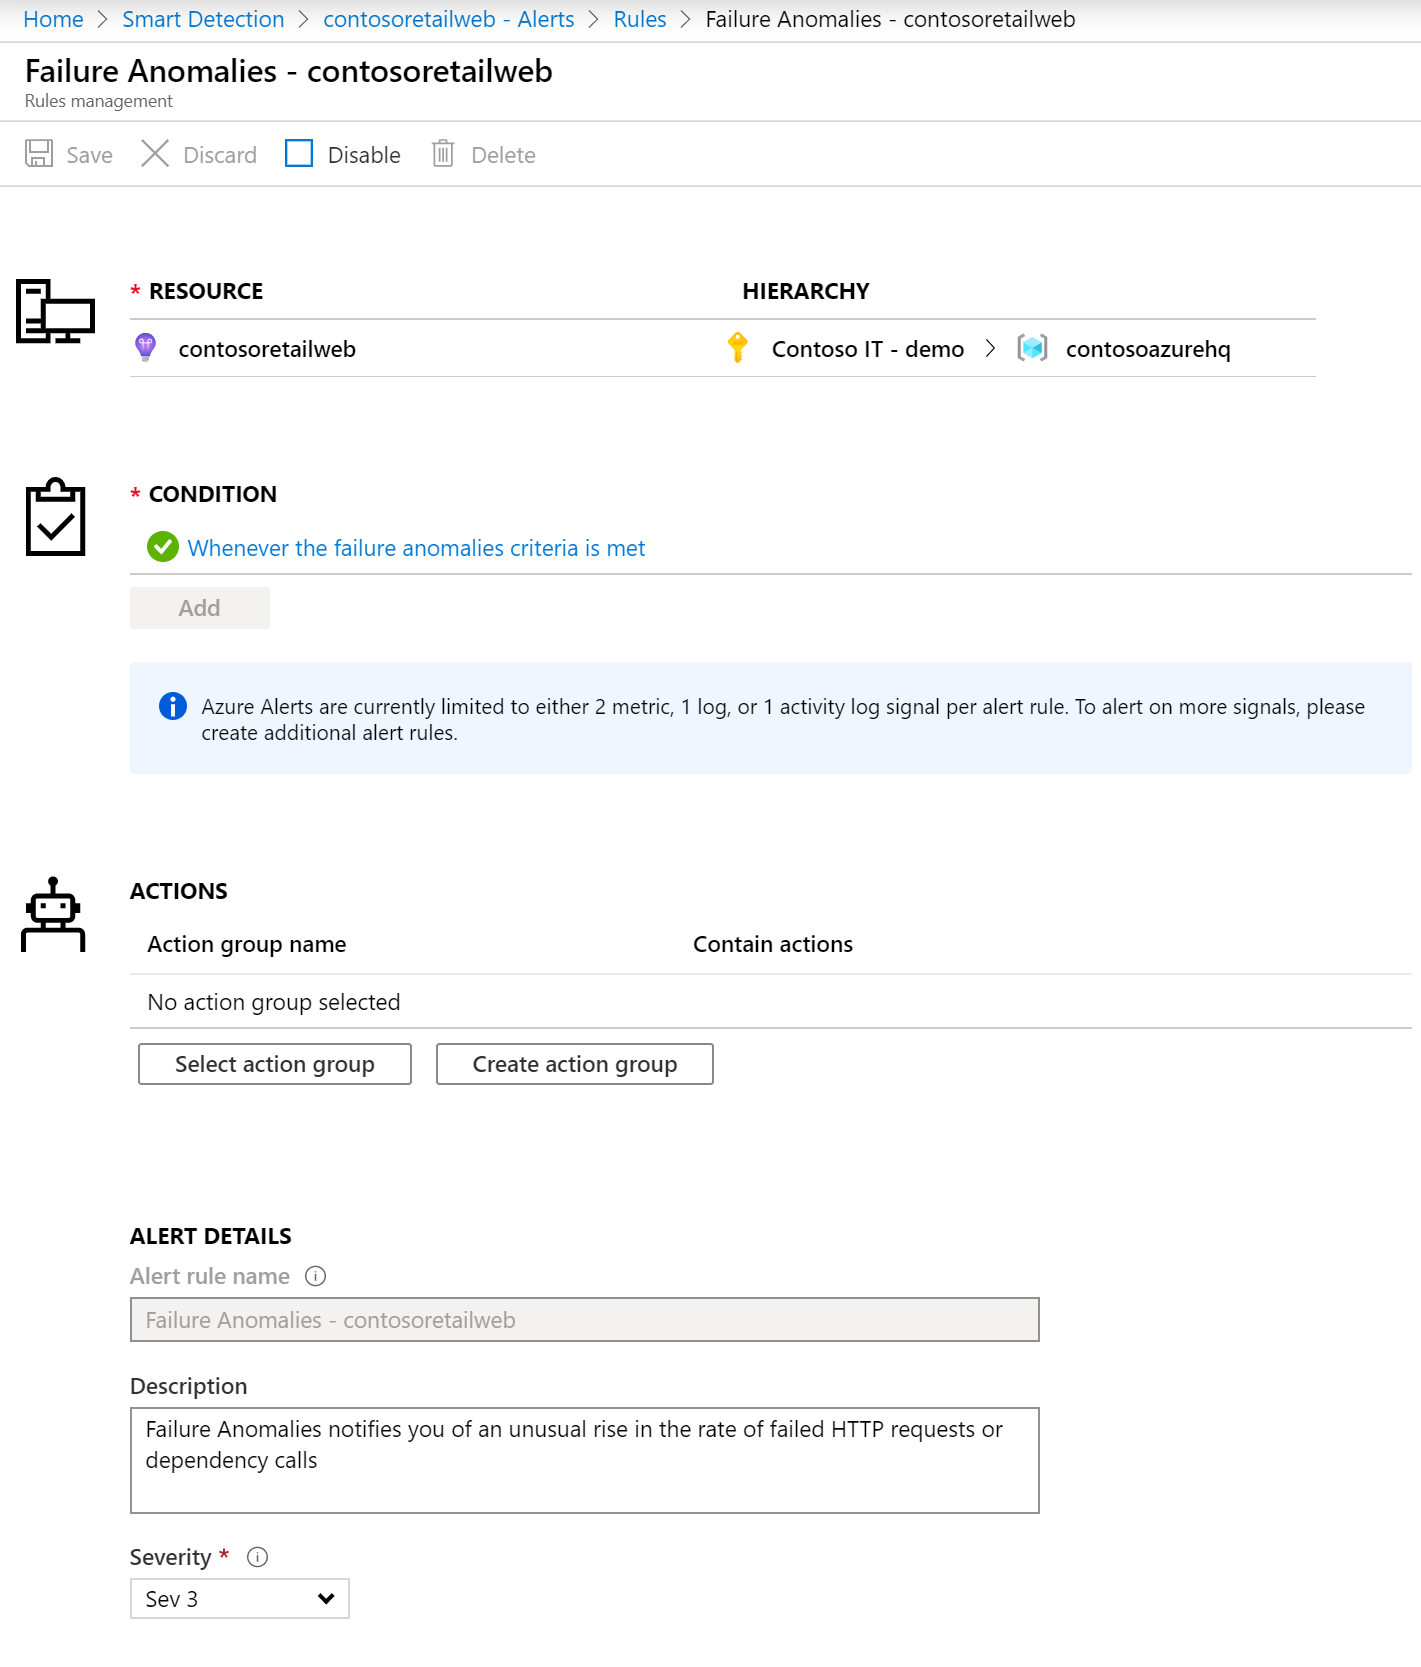 Home > Smart Detection > contosoretailweb - Alerts > Rules > Failure Anomalies - contosoretailweb
Failure Anomalies - contosoretailweb
Rules management
Save Discard Disable Delete
* RESOURCE HIERARCHY
contosoretailweb Contoso IT - demo > contosoazurehq
* CONDITION
Whenever the failure anomalies criteria is met
Add
Azure Alerts are currently limited to either 2 metric, 1 log, or 1 activity log signal per alert rule. To alert on more signals, please
create additional alert rules.
ACTIONS
Action group name Contain actions
No action group selected
Select action group Create action group
ALERT DETAILS
Alert rule name
Failure Anomalies - contosoretailweb
Description
Failure Anomalies notifies you of an unusual rise in the rate of failed HTTP requests or
dependency calls
Severity *
Sev 3